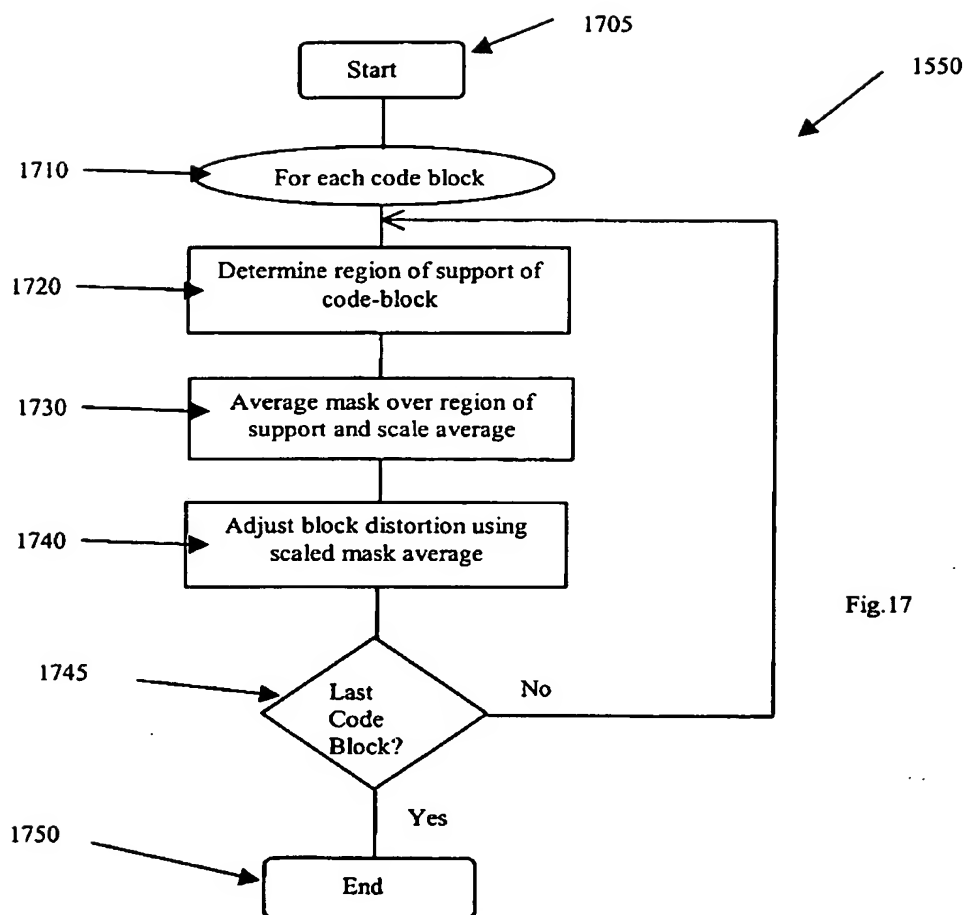 1705
Start
1550
1710
For each code block
1720
Determine region of support of
code-block
1730
Average mask over region of
support and scale average
1740
Adjust block distortion using
scaled mask average
Fig.17
1745
Last
Code
Block?
No
Yes
1750
End